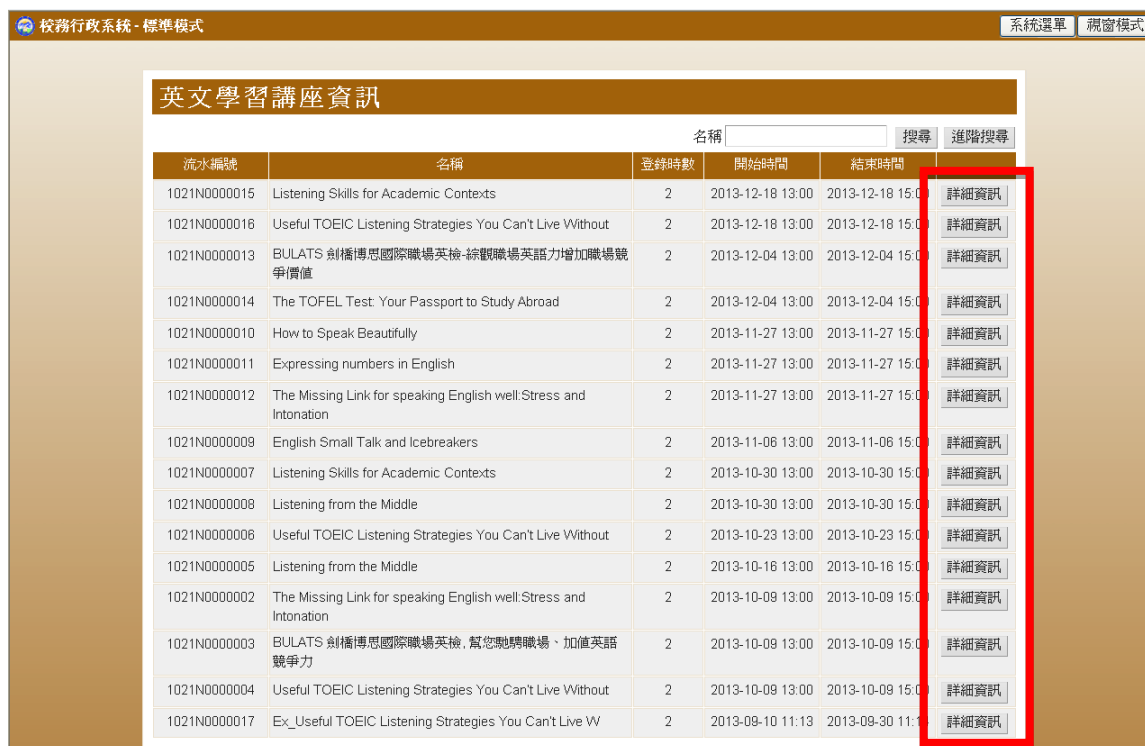 校務行政系統 - 標準模式 系統選單 視窗模式
英文學習講座資訊
名稱 搜尋 進階搜尋
流水編號 名稱 登錄時數 開始時間 結束時間
1021N0000015 Listening Skills for Academic Contexts 2 2013-12-18 13:00 2013-12-18 15:00 詳細資訊
1021N0000016 Useful TOEIC Listening Strategies You Can't Live Without 2 2013-12-18 13:00 2013-12-18 15:00 詳細資訊
1021N0000013 BULATS 劍橋博思國際職場英檢-綜觀職場英語力增加職場競 2 2013-12-04 13:00 2013-12-04 15:00 詳細資訊
爭價值
1021N0000014 The TOFEL Test: Your Passport to Study Abroad 2 2013-12-04 13:00 2013-12-04 15:00 詳細資訊
1021N0000010 How to Speak Beautifully 2 2013-11-27 13:00 2013-11-27 15:00 詳細資訊
1021N0000011 Expressing numbers in English 2 2013-11-27 13:00 2013-11-27 15:00 詳細資訊
1021N0000012 The Missing Link for speaking English well:Stress and 2 2013-11-27 13:00 2013-11-27 15:00 詳細資訊
Intonation
1021N0000009 English Small Talk and Icebreakers 2 2013-11-06 13:00 2013-11-06 15:00 詳細資訊
1021N0000007 Listening Skills for Academic Contexts 2 2013-10-30 13:00 2013-10-30 15:00 詳細資訊
1021N0000008 Listening from the Middle 2 2013-10-30 13:00 2013-10-30 15:00 詳細資訊
1021N0000006 Useful TOEIC Listening Strategies You Can't Live Without 2 2013-10-23 13:00 2013-10-23 15:00 詳細資訊
1021N0000005 Listening from the Middle 2 2013-10-16 13:00 2013-10-16 15:00 詳細資訊
1021N0000002 The Missing Link for speaking English well:Stress and 2 2013-10-09 13:00 2013-10-09 15:00 詳細資訊
Intonation
1021N0000003 BULATS 劍橋博思國際職場英檢, 幫您馳騁職場、加值英語 2 2013-10-09 13:00 2013-10-09 15:00 詳細資訊
競爭力
1021N0000004 Useful TOEIC Listening Strategies You Can't Live Without 2 2013-10-09 13:00 2013-10-09 15:00 詳細資訊
1021N0000017 Ex_Useful TOEIC Listening Strategies You Can't Live W 2 2013-09-10 11:13 2013-09-30 詳細資訊